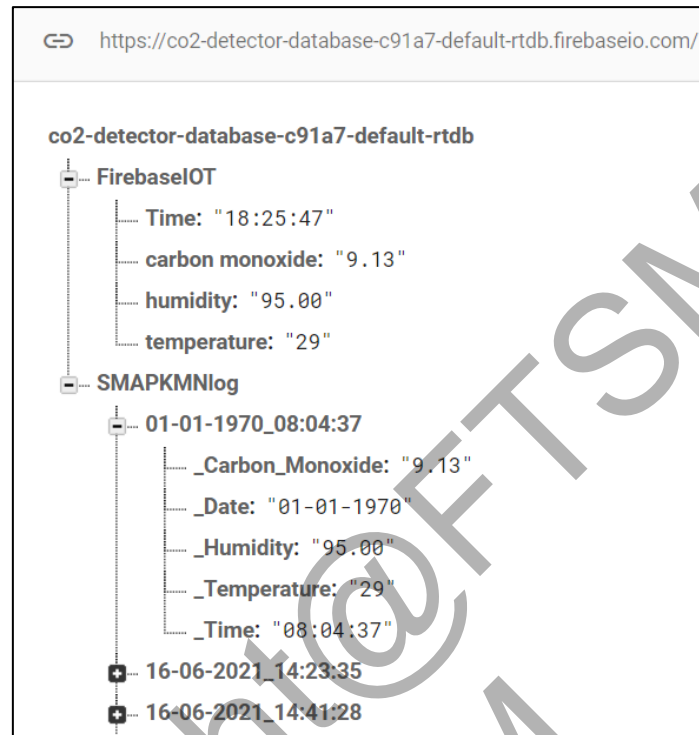 https://co2-detector-database-c91a7-default-rtdb.firebaseio.com/
co2-detector-database-c91a7-default-rtdb
FirebaseIOT
Time: "18:25:47"
carbon monoxide: "9.13"
humidity: "95.00"
temperature: "29"
SMAPKMNlog
01-01-1970_08:04:37
_Carbon_Monoxide: "9.13"
_Date: "01-01-1970"
_Humidity: "95.00"
_Temperature: "29"
_Time: "08:04:37"
16-06-2021_14:23:35
16-06-2021_14:41:28